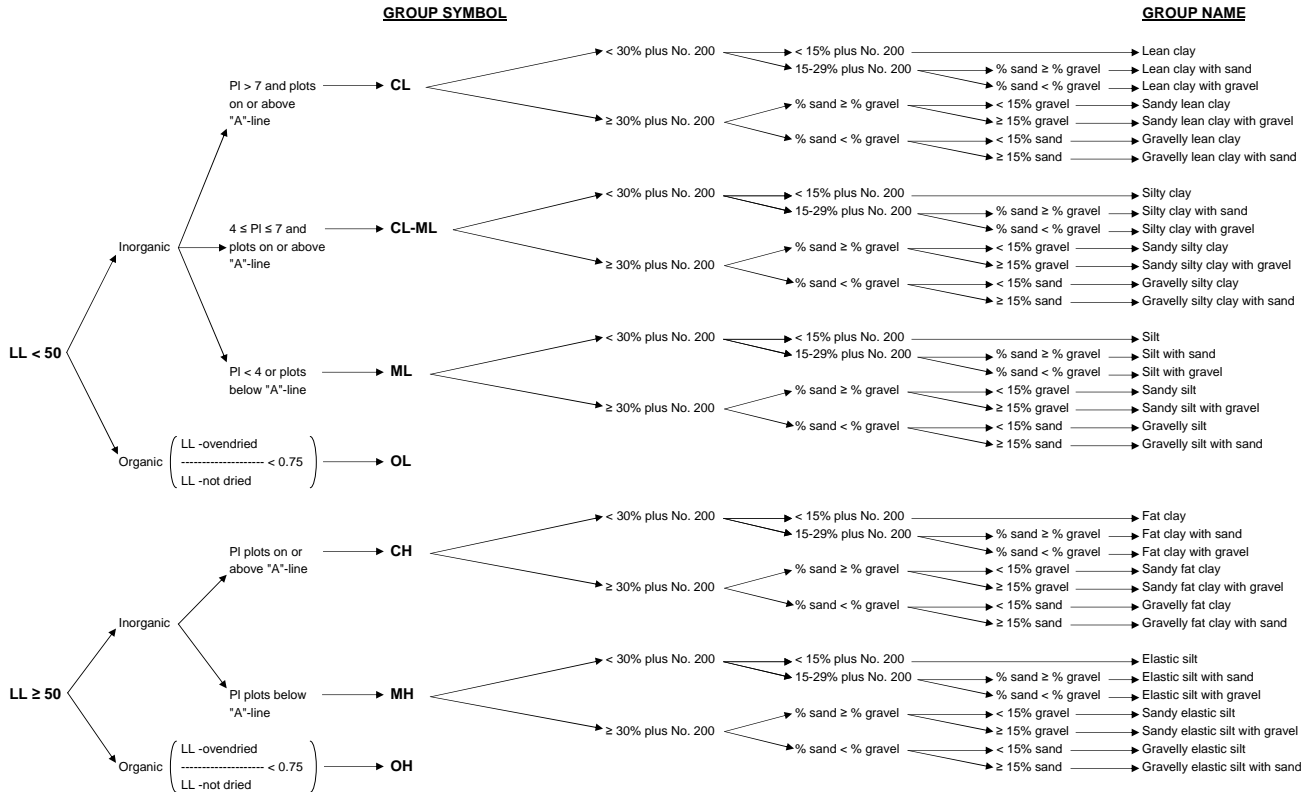 GROUP SYMBOL
GROUP NAME
LL < 50
Inorganic
PI > 7 and plots
on or above
"A"-line
CL
< 30% plus No. 200
< 15% plus No. 200
Lean clay
15-29% plus No. 200
% sand ≥ % gravel
Lean clay with sand
% sand < % gravel
Lean clay with gravel
≥ 30% plus No. 200
% sand ≥ % gravel
< 15% gravel
Sandy lean clay
≥ 15% gravel
Sandy lean clay with gravel
% sand < % gravel
< 15% sand
Gravelly lean clay
≥ 15% sand
Gravelly lean clay with sand
4 ≤ PI ≤ 7 and
plots on or above
"A"-line
CL-ML
< 30% plus No. 200
< 15% plus No. 200
Silty clay
15-29% plus No. 200
% sand ≥ % gravel
Silty clay with sand
% sand < % gravel
Silty clay with gravel
≥ 30% plus No. 200
% sand ≥ % gravel
< 15% gravel
Sandy silty clay
≥ 15% gravel
Sandy silty clay with gravel
% sand < % gravel
< 15% sand
Gravelly silty clay
≥ 15% sand
Gravelly silty clay with sand
PI < 4 or plots
below "A"-line
ML
< 30% plus No. 200
< 15% plus No. 200
Silt
15-29% plus No. 200
% sand ≥ % gravel
Silt with sand
% sand < % gravel
Silt with gravel
≥ 30% plus No. 200
% sand ≥ % gravel
< 15% gravel
Sandy silt
≥ 15% gravel
Sandy silt with gravel
% sand < % gravel
< 15% sand
Gravelly silt
≥ 15% sand
Gravelly silt with sand
Organic
LL -ovendried
-------------------- < 0.75
LL -not dried
OL
LL ≥ 50
Inorganic
PI plots on or
above "A"-line
CH
< 30% plus No. 200
< 15% plus No. 200
Fat clay
15-29% plus No. 200
% sand ≥ % gravel
Fat clay with sand
% sand < % gravel
Fat clay with gravel
≥ 30% plus No. 200
% sand ≥ % gravel
< 15% gravel
Sandy fat clay
≥ 15% gravel
Sandy fat clay with gravel
% sand < % gravel
< 15% sand
Gravelly fat clay
≥ 15% sand
Gravelly fat clay with sand
PI plots below
"A"-line
MH
< 30% plus No. 200
< 15% plus No. 200
Elastic silt
15-29% plus No. 200
% sand ≥ % gravel
Elastic silt with sand
% sand < % gravel
Elastic silt with gravel
≥ 30% plus No. 200
% sand ≥ % gravel
< 15% gravel
Sandy elastic silt
≥ 15% gravel
Sandy elastic silt with gravel
% sand < % gravel
< 15% sand
Gravelly elastic silt
≥ 15% sand
Gravelly elastic silt with sand
Organic
LL -ovendried
-------------------- < 0.75
LL -not dried
OH